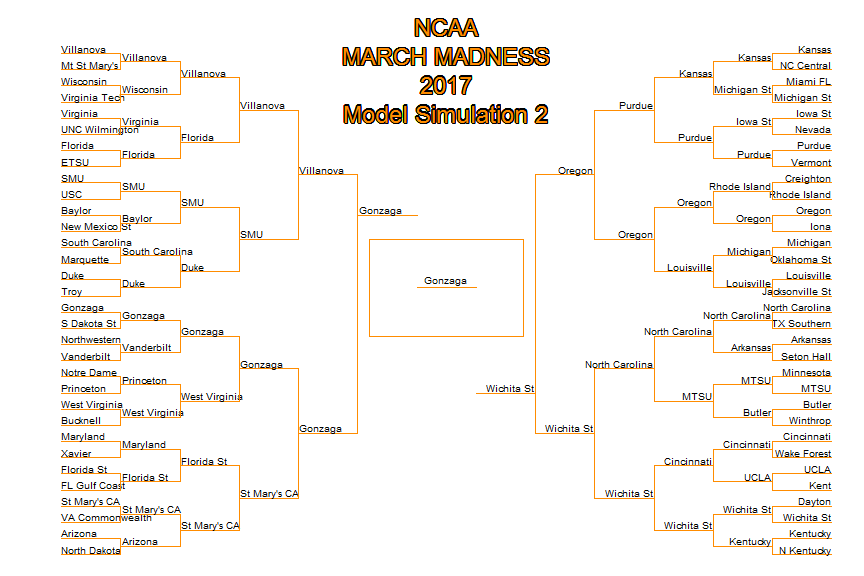 NCAA
MARCH MADNESS
2017
Model Simulation 2
Villanova
Mt St Mary's
Wisconsin
Virginia Tech
Virginia
UNC Wilmington
Florida
ETSU
SMU
USC
Baylor
New Mexico St
South Carolina
Marquette
Duke
Troy
Gonzaga
S Dakota St
Northwestern
Vanderbilt
Notre Dame
Princeton
West Virginia
Bucknell
Maryland
Xavier
Florida St
FL Gulf Coast
St Mary's CA
VA Commonwealth
Arizona
North Dakota
Villanova
Wisconsin
Virginia
Florida
SMU
Baylor
South Carolina
Duke
Gonzaga
Vanderbilt
Princeton
West Virginia
Maryland
Florida St
St Mary's CA
Arizona
Villanova
Florida
SMU
Duke
Gonzaga
West Virginia
Florida St
St Mary's CA
Villanova
SMU
Gonzaga
St Mary's CA
Villanova
Gonzaga
Gonzaga
Gonzaga
Wichita St
Oregon
Wichita St
Purdue
Oregon
North Carolina
Wichita St
Kansas
Purdue
Oregon
Louisville
North Carolina
MTSU
Cincinnati
Wichita St
Kansas
Michigan St
Iowa St
Purdue
Rhode Island
Oregon
Michigan
Louisville
North Carolina
Arkansas
MTSU
Butler
Cincinnati
UCLA
Wichita St
Kentucky
Kansas
NC Central
Miami FL
Michigan St
Iowa St
Nevada
Purdue
Vermont
Creighton
Rhode Island
Oregon
Iona
Michigan
Oklahoma St
Louisville
Jacksonville St
North Carolina
TX Southern
Arkansas
Seton Hall
Minnesota
MTSU
Butler
Winthrop
Cincinnati
Wake Forest
UCLA
Kent
Dayton
Wichita St
Kentucky
N Kentucky